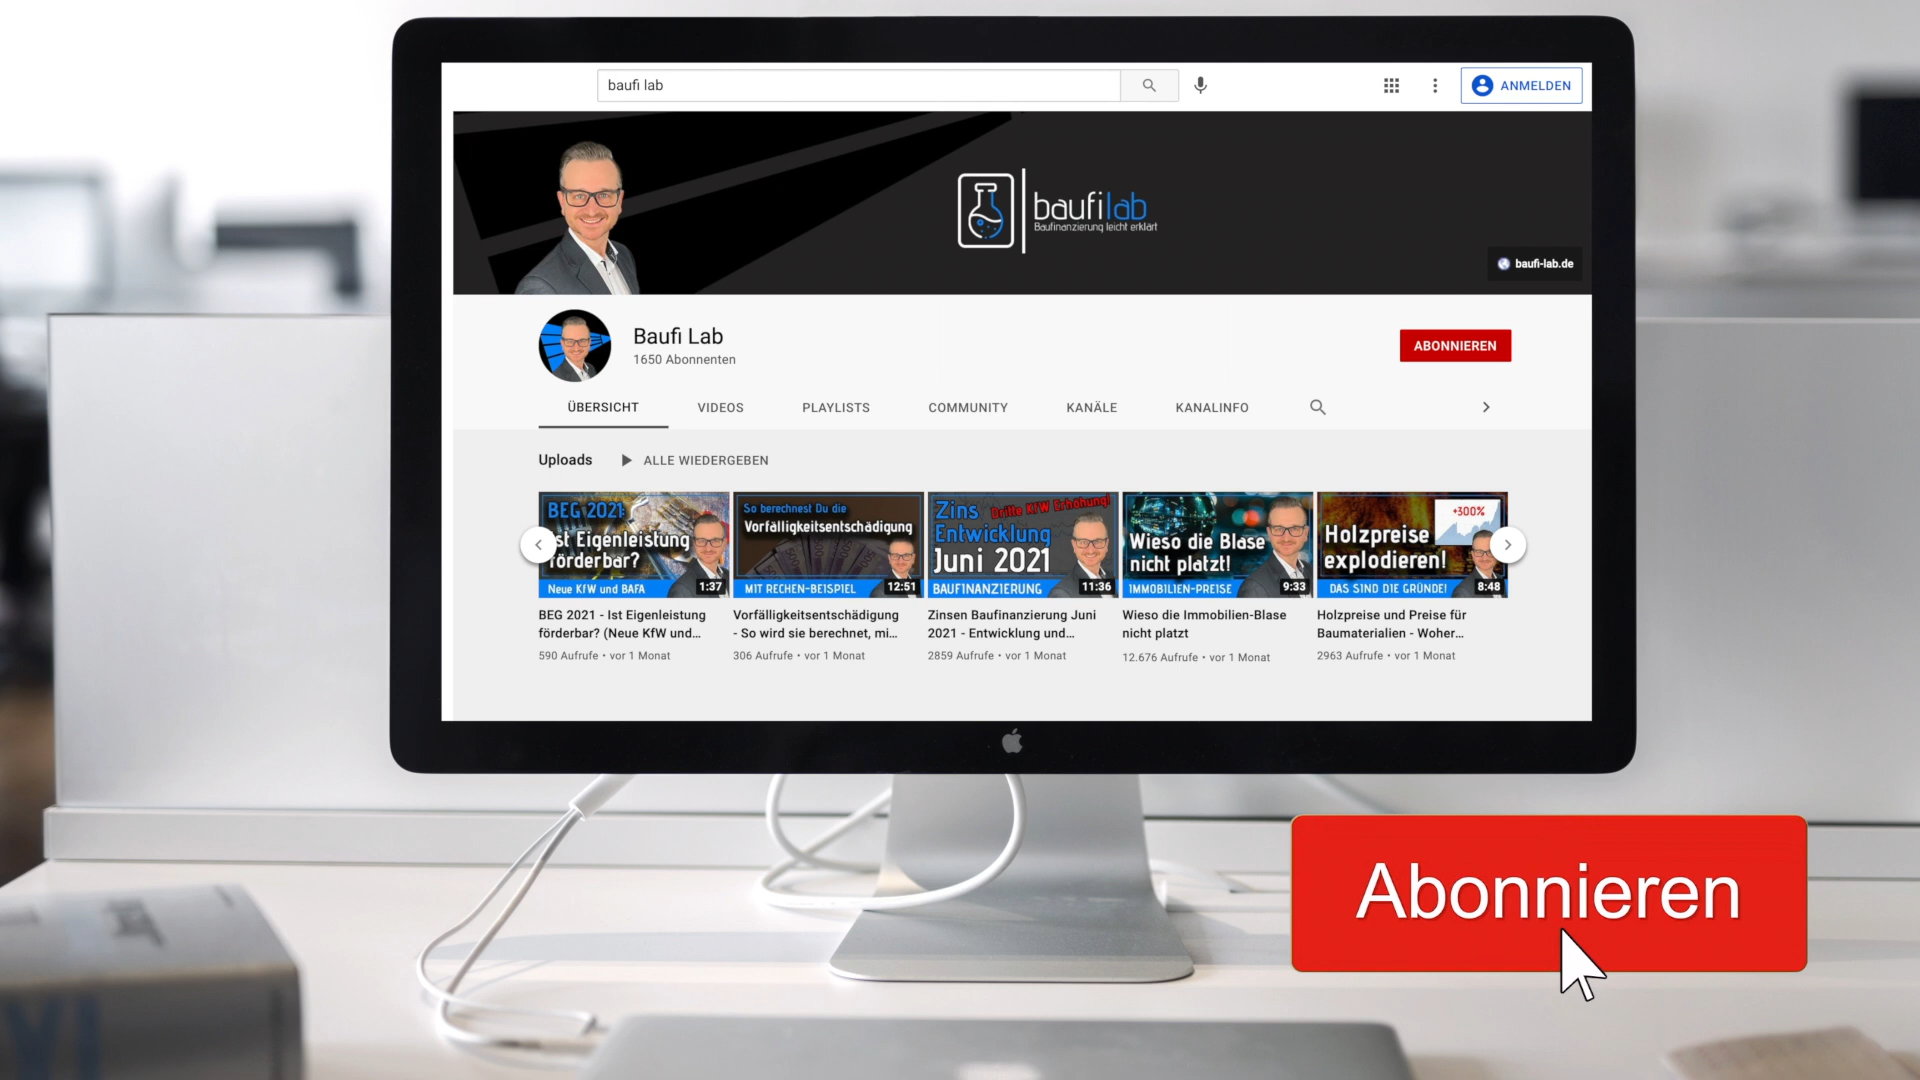 baufi lab
ANMELDEN
baufilab
Baufinanzierung leicht erklärt
baufi-lab.de
Baufi Lab
1650 Abonnenten
ABONNIEREN
ÜBERSICHT VIDEOS PLAYLISTS COMMUNITY KANÄLE KANALINFO
Uploads ALLE WIEDERGEBEN
BEG 2021:
ist Eigenleistung
förderbar?
Neue KfW und BAFA
1:37
So berechnest Du die
Vorfälligkeitsentschädigung
MIT RECHEN-BEISPIEL
12:51
Zins Dritte KfW Erhöhung!
Entwicklung
Juni 2021
BAUFINANZIERUNG
11:36
Wieso die Blase
nicht platzt!
IMMOBILIEN-PREISE
9:33
+300%
Holzpreise
explodieren!
DAS SIND DIE GRÜNDE!
8:48
BEG 2021 - Ist Eigenleistung
förderbar? (Neue KfW und...
590 Aufrufe • vor 1 Monat
Vorfälligkeitsentschädigung
- So wird sie berechnet, mi...
306 Aufrufe • vor 1 Monat
Zinsen Baufinanzierung Juni
2021 - Entwicklung und...
2859 Aufrufe • vor 1 Monat
Wieso die Immobilien-Blase
nicht platzt
12.676 Aufrufe • vor 1 Monat
Holzpreise und Preise für
Baumaterialien - Woher...
2963 Aufrufe • vor 1 Monat
Abonnieren